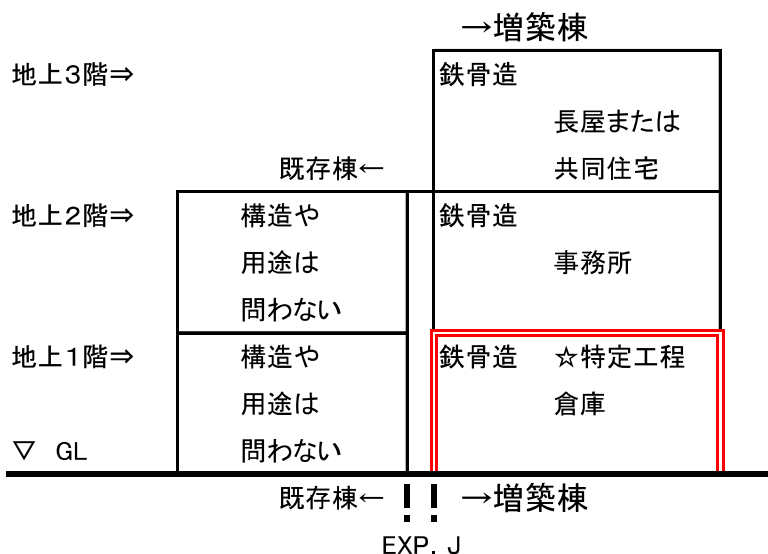 →増築棟
地上3階⇒ 鉄骨造
長屋または
既存棟← 共同住宅
地上2階⇒ 構造や 鉄骨造
用途は 事務所
問わない
地上1階⇒ 構造や 鉄骨造 ☆特定工程
用途は 倉庫
▽ GL 問わない
既存棟← →増築棟
EXP. J